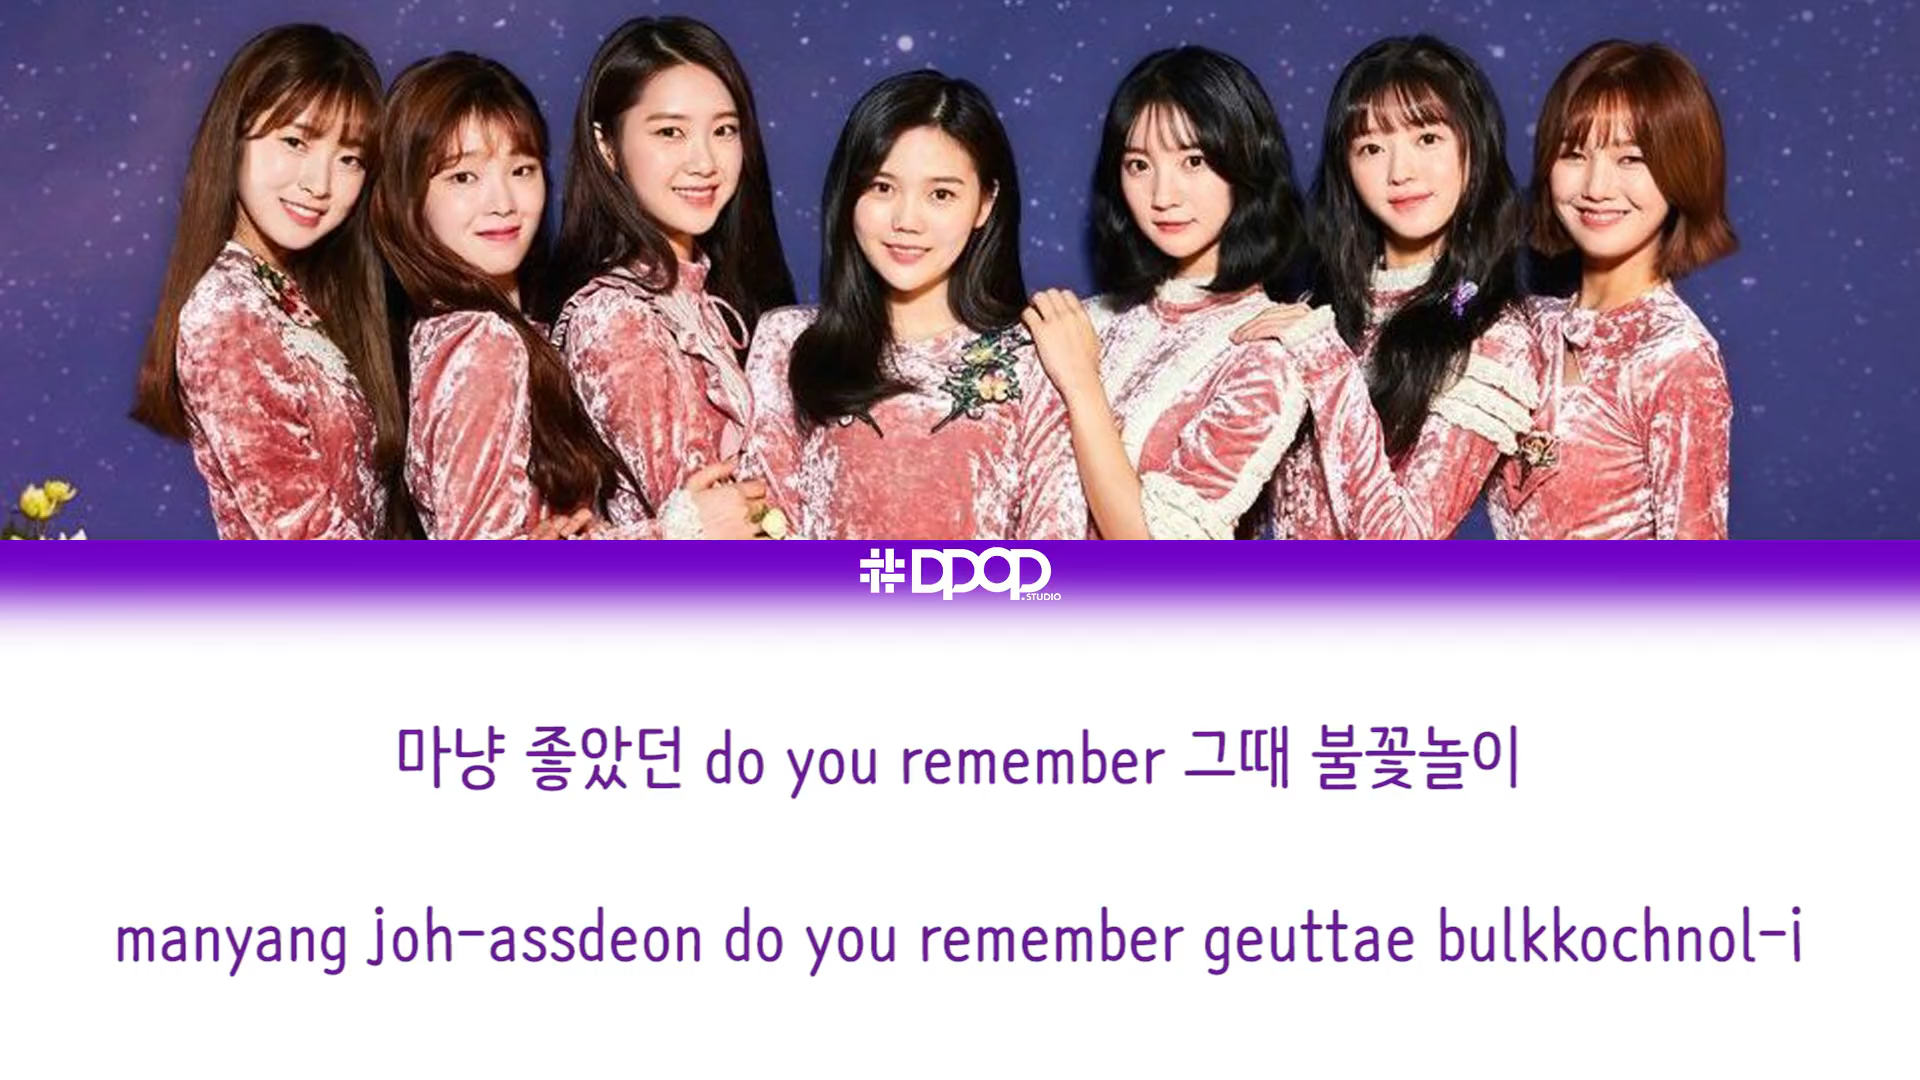 #DPOP
.STUDIO
마냥 좋았던 do you remember 그때 불꽃놀이
manyang joh-assdeon do you remember geuttae bulkkochnol-i